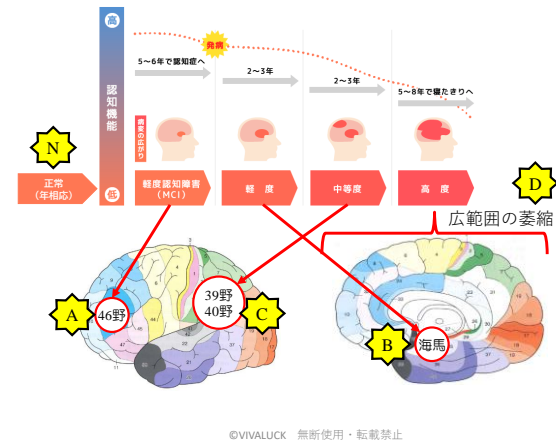 高
認知機能
低
発病
5～6年で認知症へ
2～3年
2～3年
5～8年で寝たきりへ
病変の広がり
N
正常
（年相応）
軽度認知障害
（MCI）
軽 度
中等度
高 度
D
広範囲の萎縮
A
46野
39野
40野
C
B
海馬
©VIVALUCK 無断使用・転載禁止